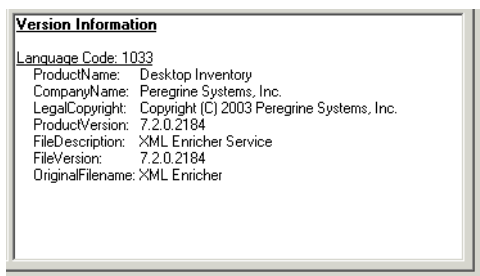 Version Information
Language Code: 1033
ProductName: Desktop Inventory
CompanyName: Peregrine Systems, Inc.
LegalCopyright: Copyright (C) 2003 Peregrine Systems, Inc.
ProductVersion: 7.2.0.2184
FileDescription: XML Enricher Service
FileVersion: 7.2.0.2184
OriginalFilename: XML Enricher